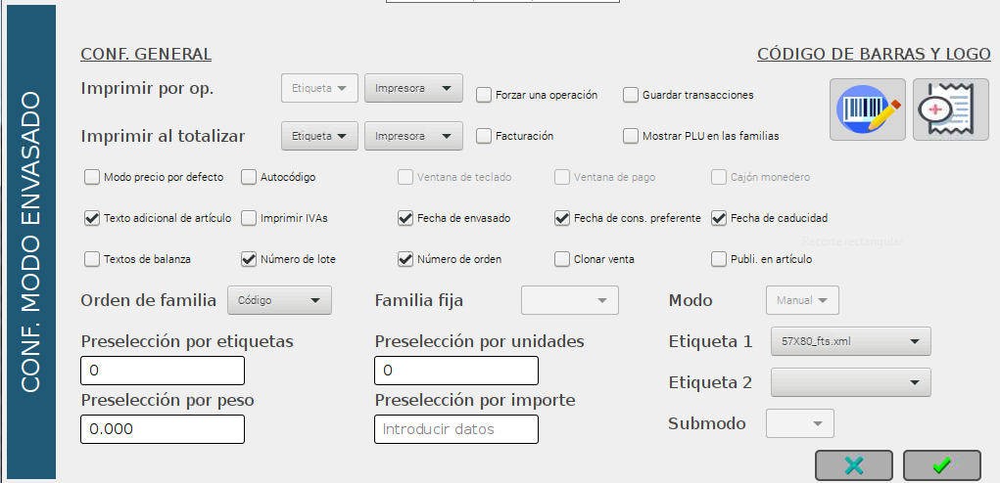 CONF. MODO ENVASADO
CONF. GENERAL
CÓDIGO DE BARRAS Y LOGO
Imprimir por op. Etiqueta Impresora Forzar una operación Guardar transacciones
Imprimir al totalizar Etiqueta Impresora Facturación Mostrar PLU en las familias
Modo precio por defecto Autocódigo Ventana de teclado Ventana de pago Cajón monedero
Texto adicional de artículo Imprimir IVAs Fecha de envasado Fecha de cons. preferente Fecha de caducidad
Recorte rectangular
Textos de balanza Número de lote Número de orden Clonar venta Publi. en artículo
Orden de familia Código Familia fija Modo Manual
Preselección por etiquetas Preselección por unidades Etiqueta 1 57X80_fts.xml
0 0
Etiqueta 2
Preselección por peso Preselección por importe
0.000 Introducir datos Submodo